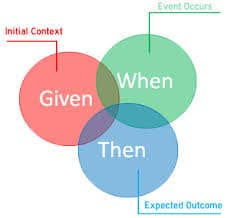 Event Occurs
Initial Context
When
Given
Then
Expected Outcome